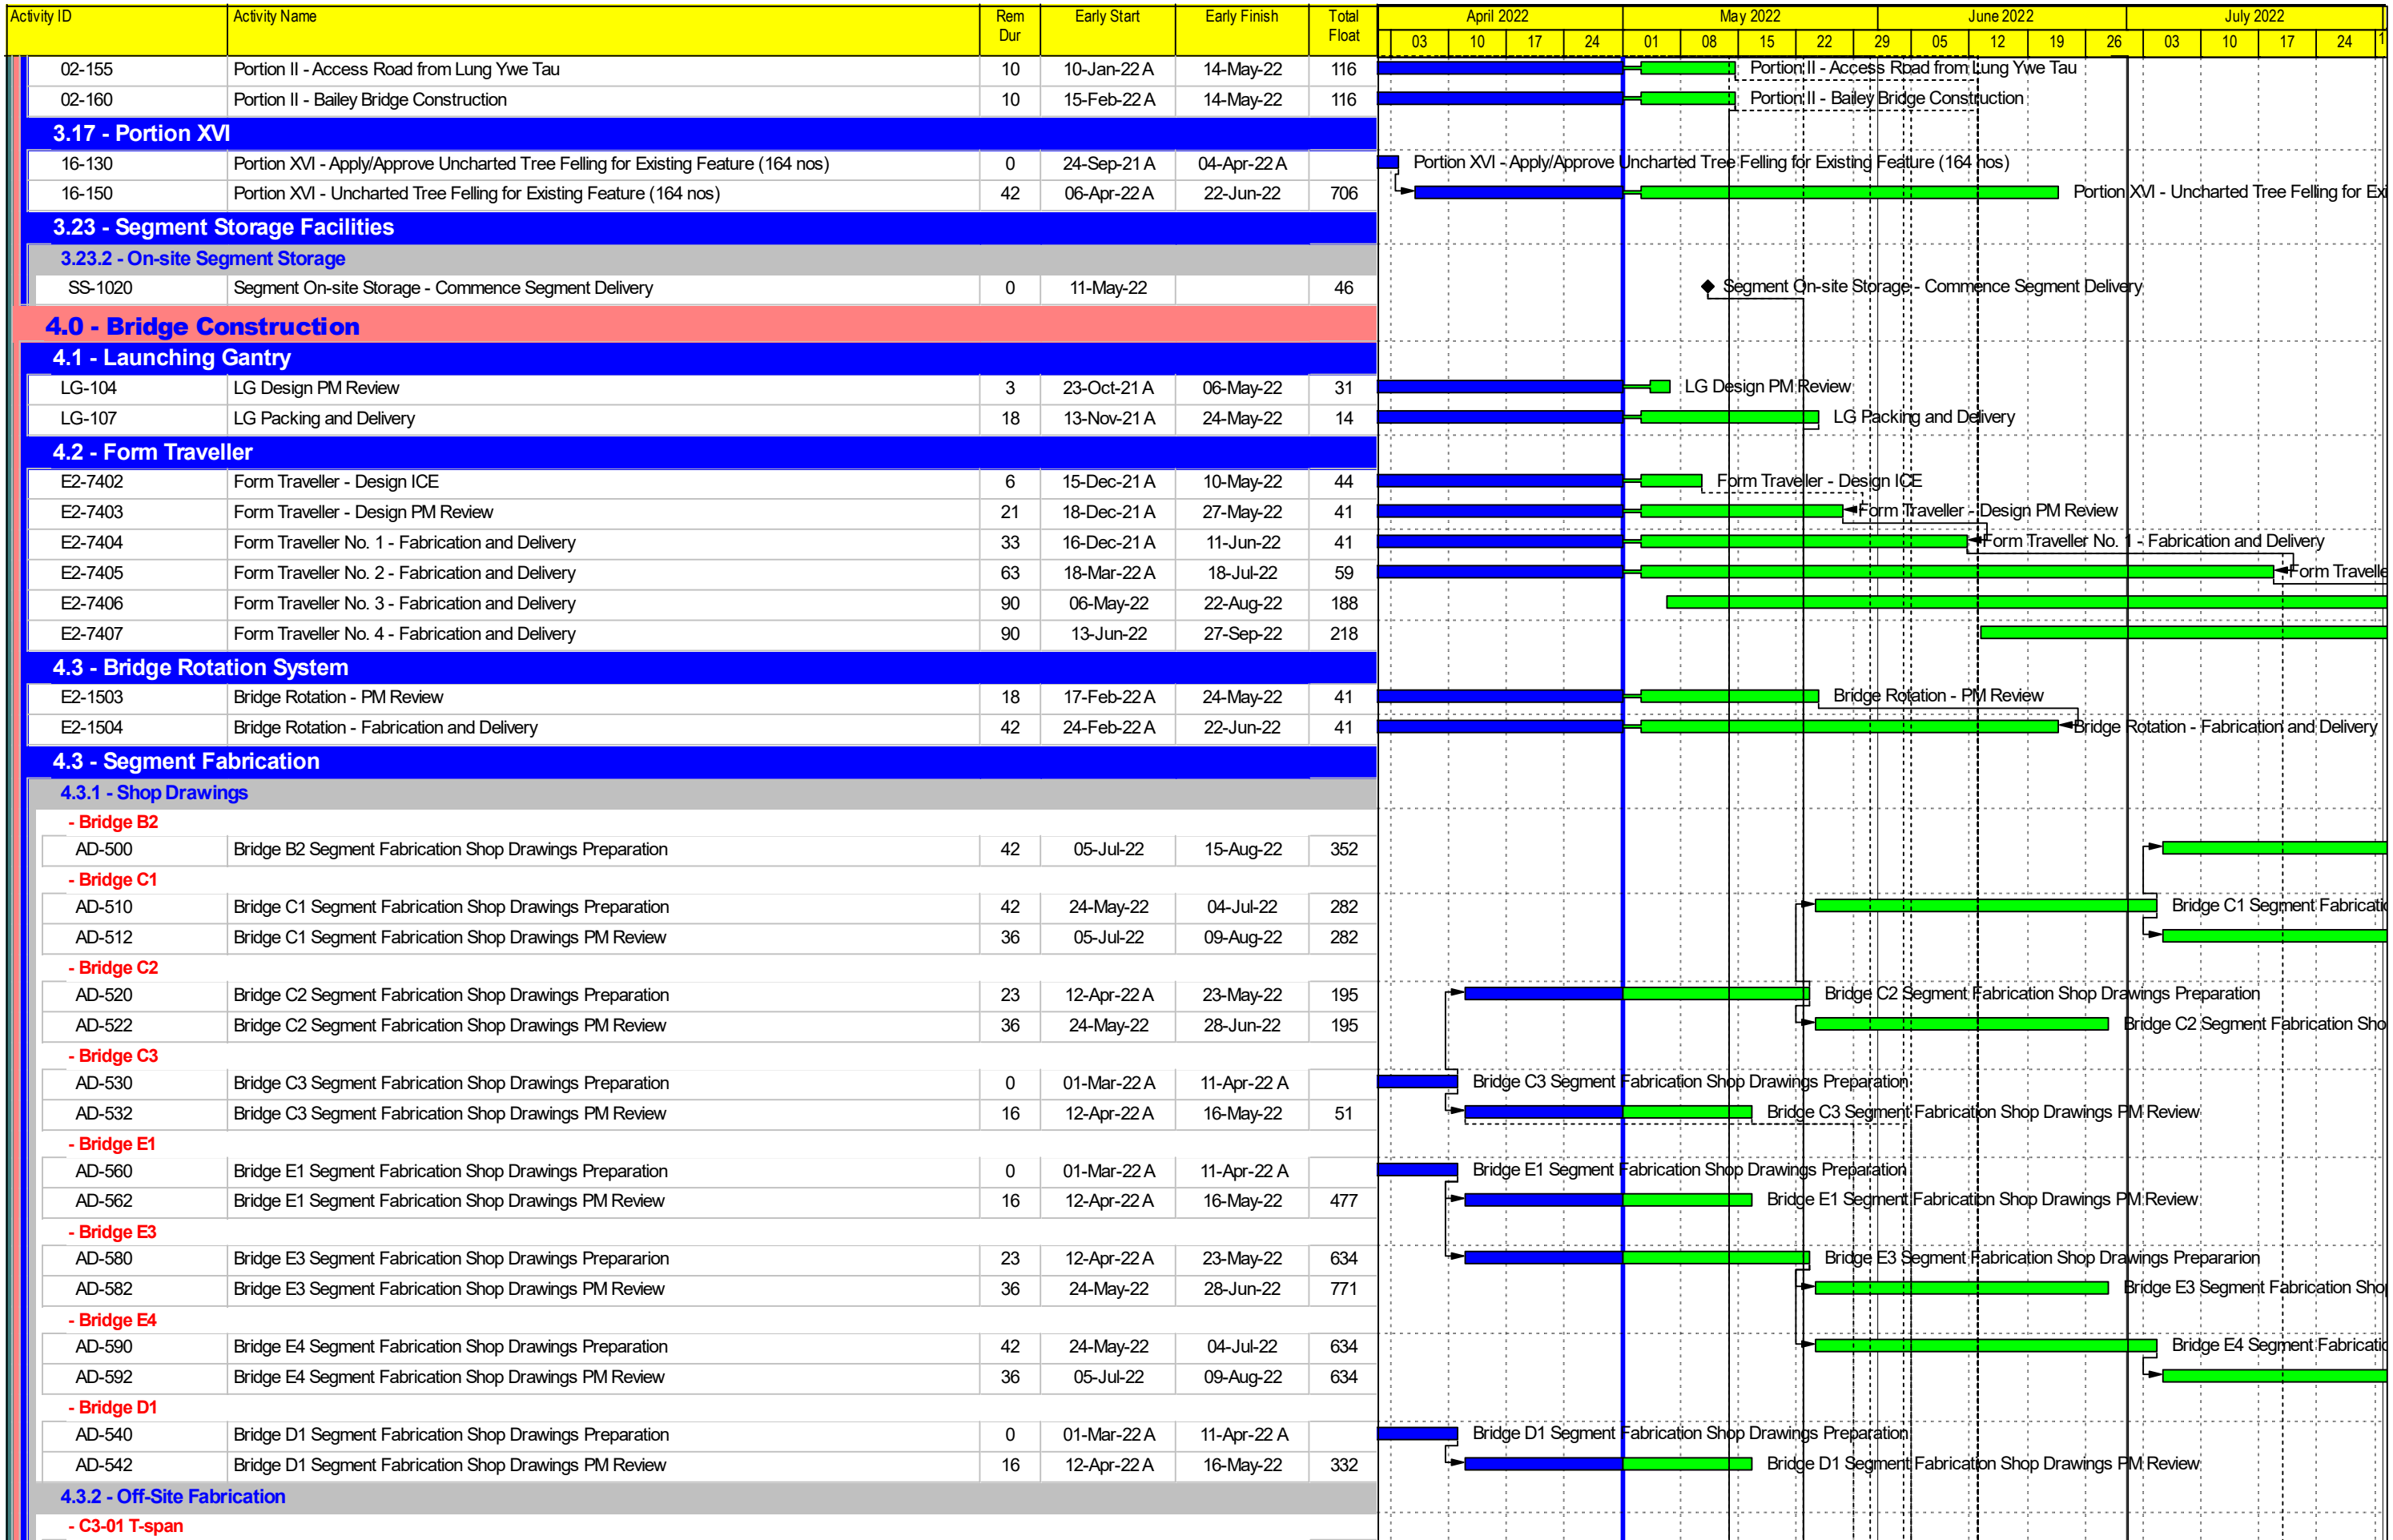 Activity ID Activity Name Rem Dur Early Start Early Finish Total Float April 2022 May 2022 June 2022 July 2022
03 10 17 24 01 08 15 22 29 05 12 19 26 03 10 17 24
02-155 Portion II - Access Road from Lung Ywe Tau 10 10-Jan-22 A 14-May-22 116 Portion II - Access Road from Lung Ywe Tau
02-160 Portion II - Bailey Bridge Construction 10 15-Feb-22 A 14-May-22 116 Portion II - Bailey Bridge Construction
3.17 - Portion XVI
16-130 Portion XVI - Apply/Approve Uncharted Tree Felling for Existing Feature (164 nos) 0 24-Sep-21 A 04-Apr-22 A Portion XVI - Apply/Approve Uncharted Tree Felling for Existing Feature (164 nos)
16-150 Portion XVI - Uncharted Tree Felling for Existing Feature (164 nos) 42 06-Apr-22 A 22-Jun-22 706 Portion XVI - Uncharted Tree Felling for Exi
3.23 - Segment Storage Facilities
3.23.2 - On-site Segment Storage
SS-1020 Segment On-site Storage - Commence Segment Delivery 0 11-May-22 46 Segment On-site Storage - Commence Segment Delivery
4.0 - Bridge Construction
4.1 - Launching Gantry
LG-104 LG Design PM Review 3 23-Oct-21 A 06-May-22 31 LG Design PM Review
LG-107 LG Packing and Delivery 18 13-Nov-21 A 24-May-22 14 LG Packing and Delivery
4.2 - Form Traveller
E2-7402 Form Traveller - Design ICE 6 15-Dec-21 A 10-May-22 44 Form Traveller - Design ICE
E2-7403 Form Traveller - Design PM Review 21 18-Dec-21 A 27-May-22 41 Form Traveller - Design PM Review
E2-7404 Form Traveller No. 1 - Fabrication and Delivery 33 16-Dec-21 A 11-Jun-22 41 Form Traveller No. 1 - Fabrication and Delivery
E2-7405 Form Traveller No. 2 - Fabrication and Delivery 63 18-Mar-22 A 18-Jul-22 59 Form Travelle
E2-7406 Form Traveller No. 3 - Fabrication and Delivery 90 06-May-22 22-Aug-22 188
E2-7407 Form Traveller No. 4 - Fabrication and Delivery 90 13-Jun-22 27-Sep-22 218
4.3 - Bridge Rotation System
E2-1503 Bridge Rotation - PM Review 18 17-Feb-22 A 24-May-22 41 Bridge Rotation - PM Review
E2-1504 Bridge Rotation - Fabrication and Delivery 42 24-Feb-22 A 22-Jun-22 41 Bridge Rotation - Fabrication and Delivery
4.3 - Segment Fabrication
4.3.1 - Shop Drawings
- Bridge B2
AD-500 Bridge B2 Segment Fabrication Shop Drawings Preparation 42 05-Jul-22 15-Aug-22 352
- Bridge C1
AD-510 Bridge C1 Segment Fabrication Shop Drawings Preparation 42 24-May-22 04-Jul-22 282 Bridge C1 Segment Fabricatio
AD-512 Bridge C1 Segment Fabrication Shop Drawings PM Review 36 05-Jul-22 09-Aug-22 282
- Bridge C2
AD-520 Bridge C2 Segment Fabrication Shop Drawings Preparation 23 12-Apr-22 A 23-May-22 195 Bridge C2 Segment Fabrication Shop Drawings Preparation
AD-522 Bridge C2 Segment Fabrication Shop Drawings PM Review 36 24-May-22 28-Jun-22 195 Bridge C2 Segment Fabrication Sho
- Bridge C3
AD-530 Bridge C3 Segment Fabrication Shop Drawings Preparation 0 01-Mar-22 A 11-Apr-22 A Bridge C3 Segment Fabrication Shop Drawings Preparation
AD-532 Bridge C3 Segment Fabrication Shop Drawings PM Review 16 12-Apr-22 A 16-May-22 51 Bridge C3 Segment Fabrication Shop Drawings PM Review
- Bridge E1
AD-560 Bridge E1 Segment Fabrication Shop Drawings Preparation 0 01-Mar-22 A 11-Apr-22 A Bridge E1 Segment Fabrication Shop Drawings Preparation
AD-562 Bridge E1 Segment Fabrication Shop Drawings PM Review 16 12-Apr-22 A 16-May-22 477 Bridge E1 Segment Fabrication Shop Drawings PM Review
- Bridge E3
AD-580 Bridge E3 Segment Fabrication Shop Drawings Prepararion 23 12-Apr-22 A 23-May-22 634 Bridge E3 Segment Fabrication Shop Drawings Prepararion
AD-582 Bridge E3 Segment Fabrication Shop Drawings PM Review 36 24-May-22 28-Jun-22 771 Bridge E3 Segment Fabrication Sho
- Bridge E4
AD-590 Bridge E4 Segment Fabrication Shop Drawings Preparation 42 24-May-22 04-Jul-22 634 Bridge E4 Segment Fabricatio
AD-592 Bridge E4 Segment Fabrication Shop Drawings PM Review 36 05-Jul-22 09-Aug-22 634
- Bridge D1
AD-540 Bridge D1 Segment Fabrication Shop Drawings Preparation 0 01-Mar-22 A 11-Apr-22 A Bridge D1 Segment Fabrication Shop Drawings Preparation
AD-542 Bridge D1 Segment Fabrication Shop Drawings PM Review 16 12-Apr-22 A 16-May-22 332 Bridge D1 Segment Fabrication Shop Drawings PM Review
4.3.2 - Off-Site Fabrication
- C3-01 T-span